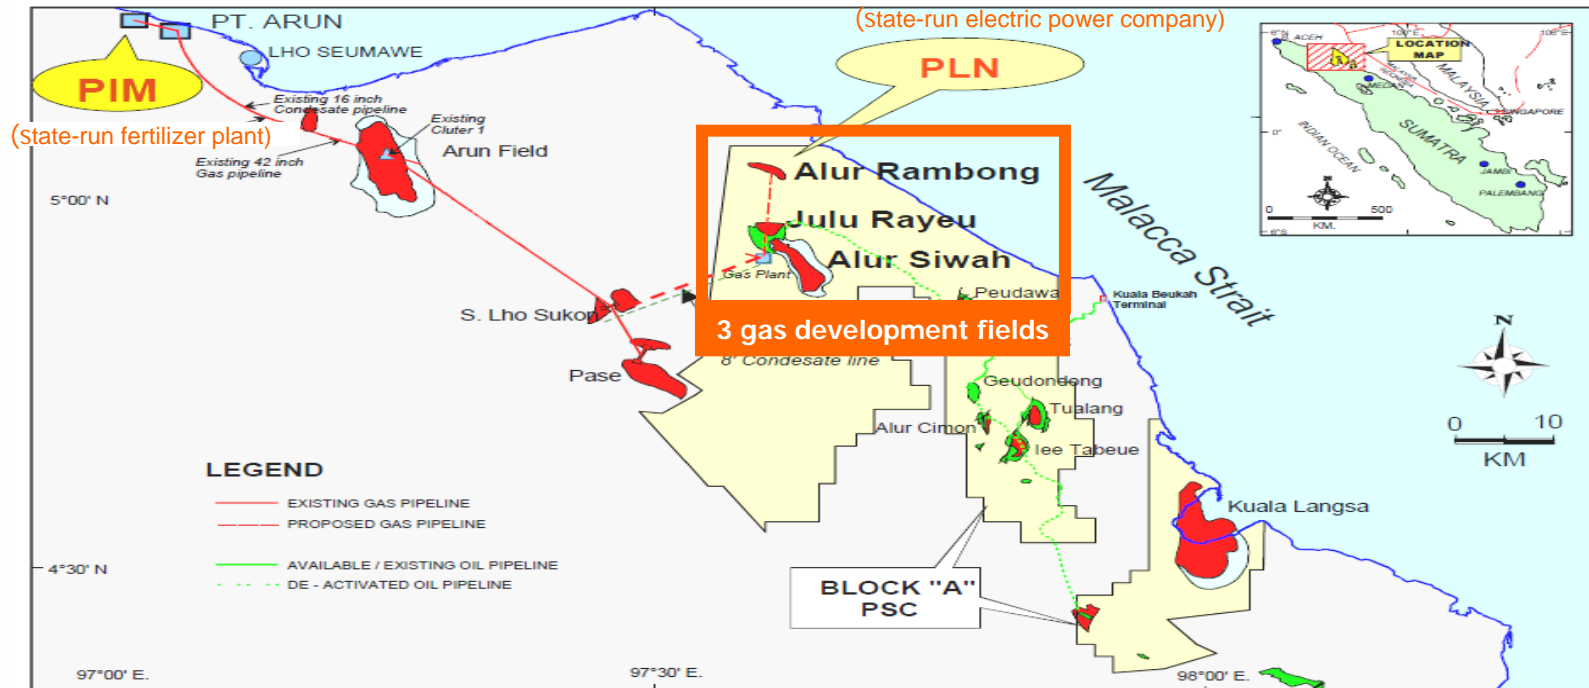 (State-run electric power company)
PT. ARUN
LHO SEUMAWE
PIM
(State-run fertilizer plant)
PLN
Existing 16 inch
Condesate pipeline
Existing
Cluter 1
Existing 42 inch
Gas pipeline
Arun Field
5°00' N
Alur Rambong
Julu Rayeu
Alur Siwah
Gas Plant
Peudawa
3 gas development fields
8' Condesate line
S. Lho Sukon
Pase
Kuala Beukah
Terminal
Malacca Strait
Geudondong
Tualang
Alur Cimon
Iee Tabeue
Kuala Langsa
BLOCK "A"
PSC
N
0 10
KM
LEGEND
EXISTING GAS PIPELINE
PROPOSED GAS PIPELINE
AVAILABLE / EXISTING OIL PIPELINE
DE - ACTIVATED OIL PIPELINE
4°30' N
97°00' E.
97°30' E.
98°00' E.
LOCATION
MAP
ACEH
MEDAN
MALAYSIA
SINGAPORE
SUMATRA
INDIAN OCEAN
JAMBI
PALEMBANG
0°
0 500
KM.